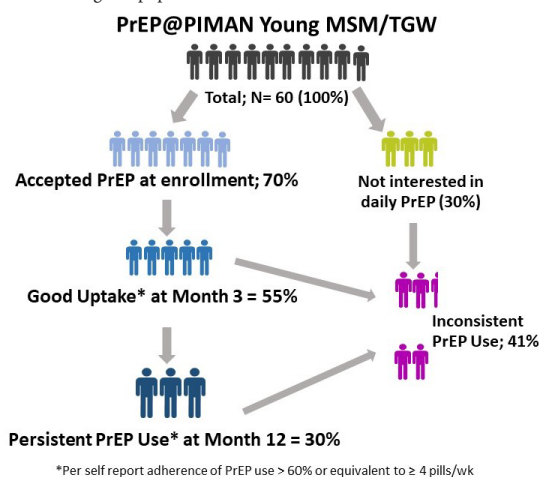 PrEP@PIMAN Young MSM/TGW
Total; N= 60 (100%)
Accepted PrEP at enrollment; 70%
Not interested in
daily PrEP (30%)
Good Uptake* at Month 3 = 55%
Inconsistent
PrEP Use; 41%
Persistent PrEP Use* at Month 12 = 30%
*Per self report adherence of PrEP use > 60% or equivalent to ≥ 4 pills/wk